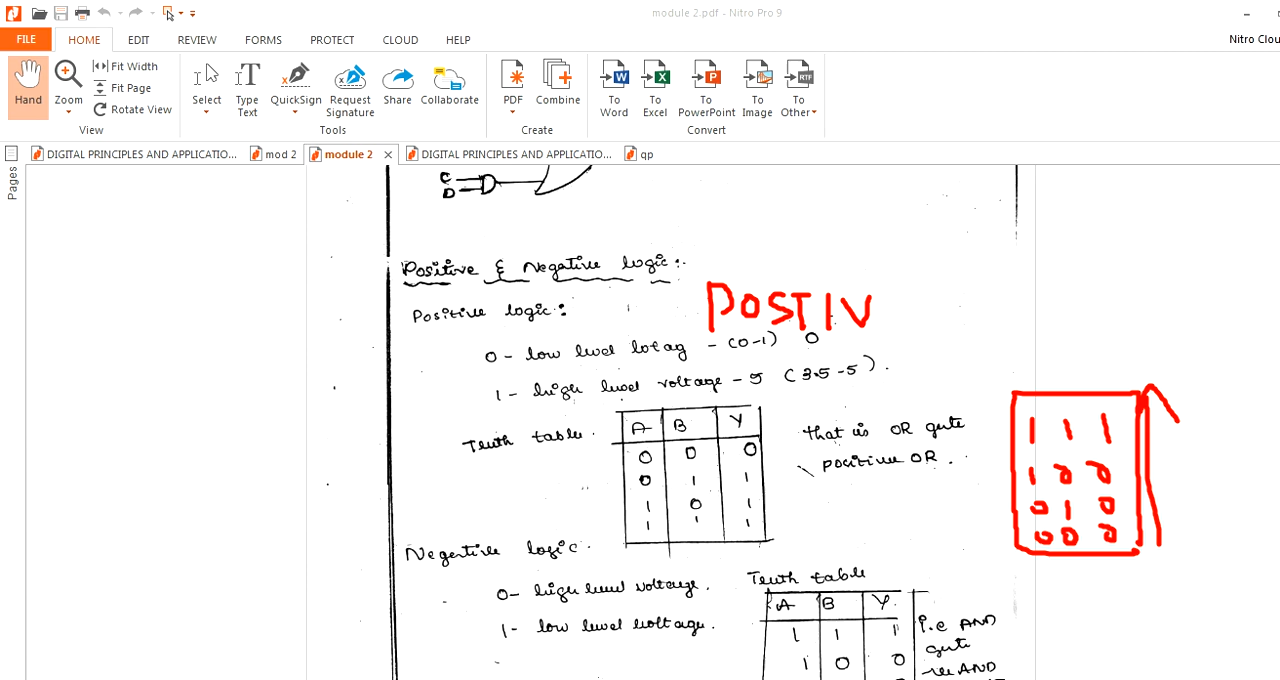 module 2.pdf - Nitro Pro 9
FILE HOME EDIT REVIEW FORMS PROTECT CLOUD HELP Nitro Clou
Hand Zoom Fit Width Fit Page Rotate View Select Type Text QuickSign Request Signature Share Collaborate PDF Combine To Word To Excel To PowerPoint To Image To Other
View Tools Create Convert
DIGITAL PRINCIPLES AND APPLICATIO... mod 2 module 2 DIGITAL PRINCIPLES AND APPLICATIO... qp
Pages
C
D
Positive & Negative logic:-
Positive logic:
POSTIV
0 - low level - (0-1) 0
1 - high level voltage - 5 (3.5-5).
Truth table.
A B Y
0 0 0
0 1 1
1 0 1
1 1 1
That is OR gate
positive OR.
1 1 1
1 0 0
0 1 0
0 0 0
Negative logic.
0 - high level voltage.
1- low level voltage.
Truth table
A B Y
1 1 1
1 0 0
i.e AND
gate
-ve AND